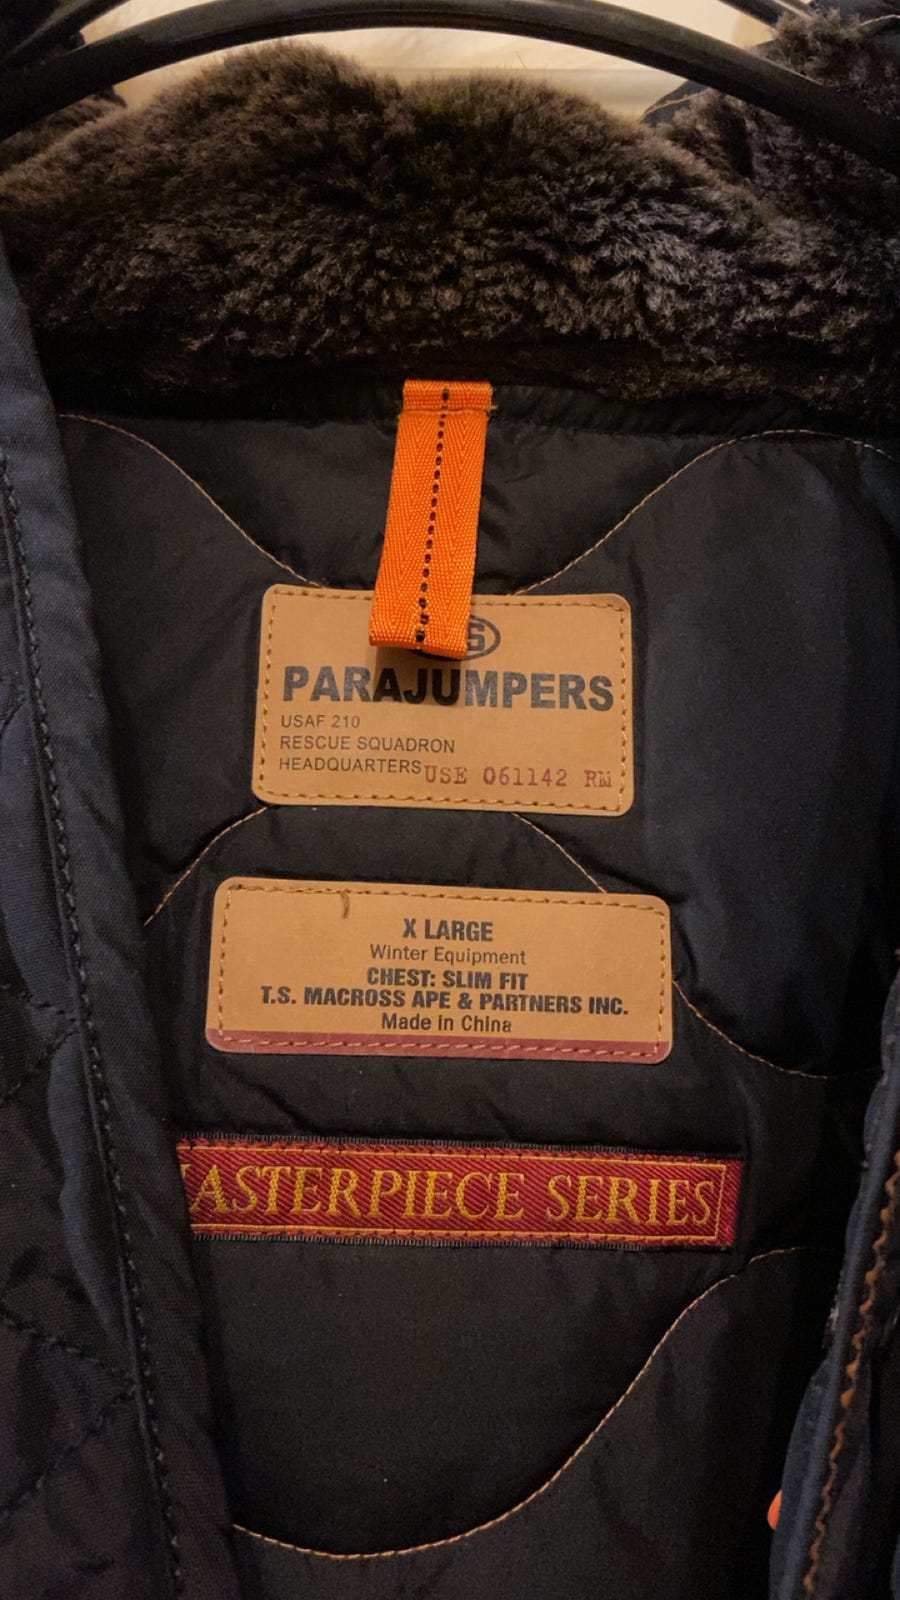 PARAJUMPERS
USAF 210
RESCUE SQUADRON
HEADQUARTERS USE 061142 RM
X LARGE
Winter Equipment
CHEST: SLIM FIT
T.S. MACROSS APE & PARTNERS INC.
Made in China
ASTERPIECE SERIES